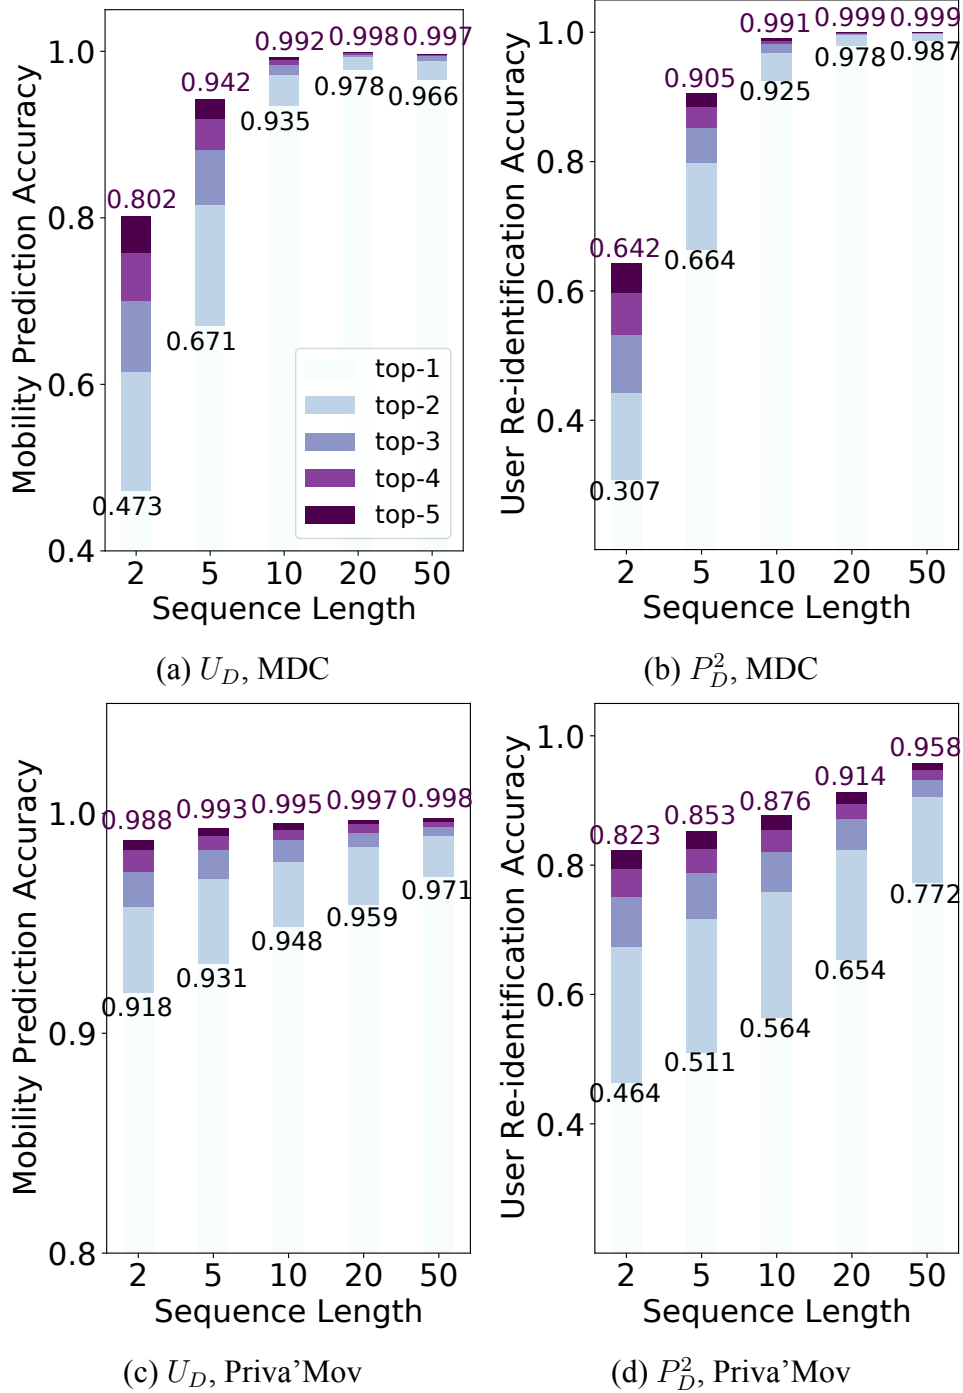 Mobility Prediction Accuracy
1.0
0.8
0.6
0.4
0.802
0.942
0.992
0.998
0.997
0.473
0.671
0.935
0.978
0.966
top-1
top-2
top-3
top-4
top-5
2 5 10 20 50
Sequence Length
(a) U_D, MDC
User Re-identification Accuracy
1.0
0.8
0.6
0.4
0.642
0.905
0.991
0.999
0.999
0.307
0.664
0.925
0.978
0.987
2 5 10 20 50
Sequence Length
(b) P_D^2, MDC
Mobility Prediction Accuracy
1.0
0.9
0.8
0.988
0.993
0.995
0.997
0.998
0.918
0.931
0.948
0.959
0.971
2 5 10 20 50
Sequence Length
(c) U_D, Priva'Mov
User Re-identification Accuracy
1.0
0.8
0.6
0.4
0.823
0.853
0.876
0.914
0.958
0.464
0.511
0.564
0.654
0.772
2 5 10 20 50
Sequence Length
(d) P_D^2, Priva'Mov